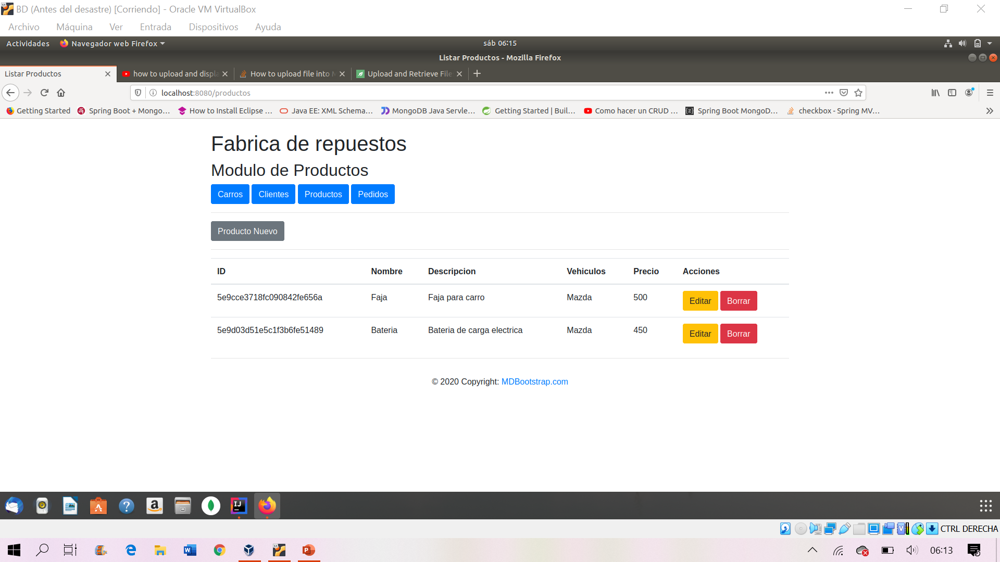 BD (Antes del desastre) [Corriendo] - Oracle VM VirtualBox
Archivo Máquina Ver Entrada Dispositivos Ayuda
Actividades Navegador web Firefox sáb 06:15
Listar Productos - Mozilla Firefox
Listar Productos how to upload and displa How to upload file into M Upload and Retrieve File
localhost:8080/productos
Getting Started Spring Boot + Mongo... How to Install Eclipse ... Java EE: XML Schema... MongoDB Java Servle... Getting Started | Buil... Como hacer un CRUD ... Spring Boot MongoD... checkbox - Spring MV...
Fabrica de repuestos
Modulo de Productos
Carros Clientes Productos Pedidos
Producto Nuevo
ID Nombre Descripcion Vehiculos Precio Acciones
5e9cce3718fc090842fe656a Faja Faja para carro Mazda 500 Editar Borrar
5e9d03d51e5c1f3b6fe51489 Bateria Bateria de carga electrica Mazda 450 Editar Borrar
© 2020 Copyright: MDBootstrap.com
CTRL DERECHA
06:13